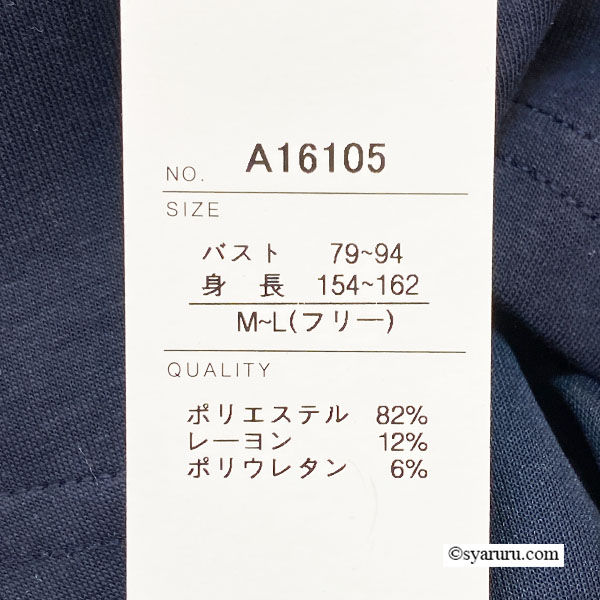 NO. A16105
SIZE
バスト 79~94
身 長 154~162
M~L(フリー)
QUALITY
ポリエステル 82%
レーヨン 12%
ポリウレタン 6%
©syaruru.com